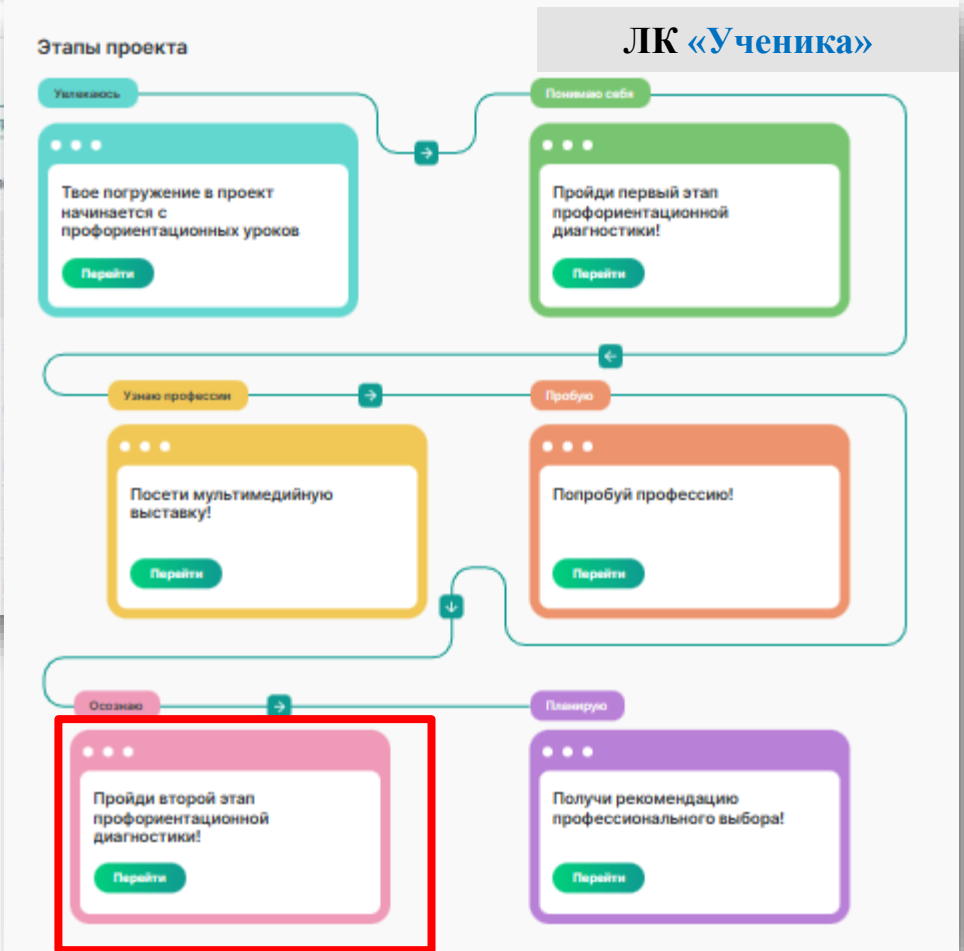 Этапы проекта
ЛК «Ученика»
Увлекаюсь
Понимаю себя
Твое погружение в проект
начинается с
профориентационных уроков
Перейти
Пройди первый этап
профориентационной
диагностики!
Перейти
Узнаю профессии
Пробую
Посети мультимедийную
выставку!
Перейти
Попробуй профессию!
Перейти
Осознаю
Планирую
Пройди второй этап
профориентационной
диагностики!
Перейти
Получи рекомендацию
профессионального выбора!
Перейти